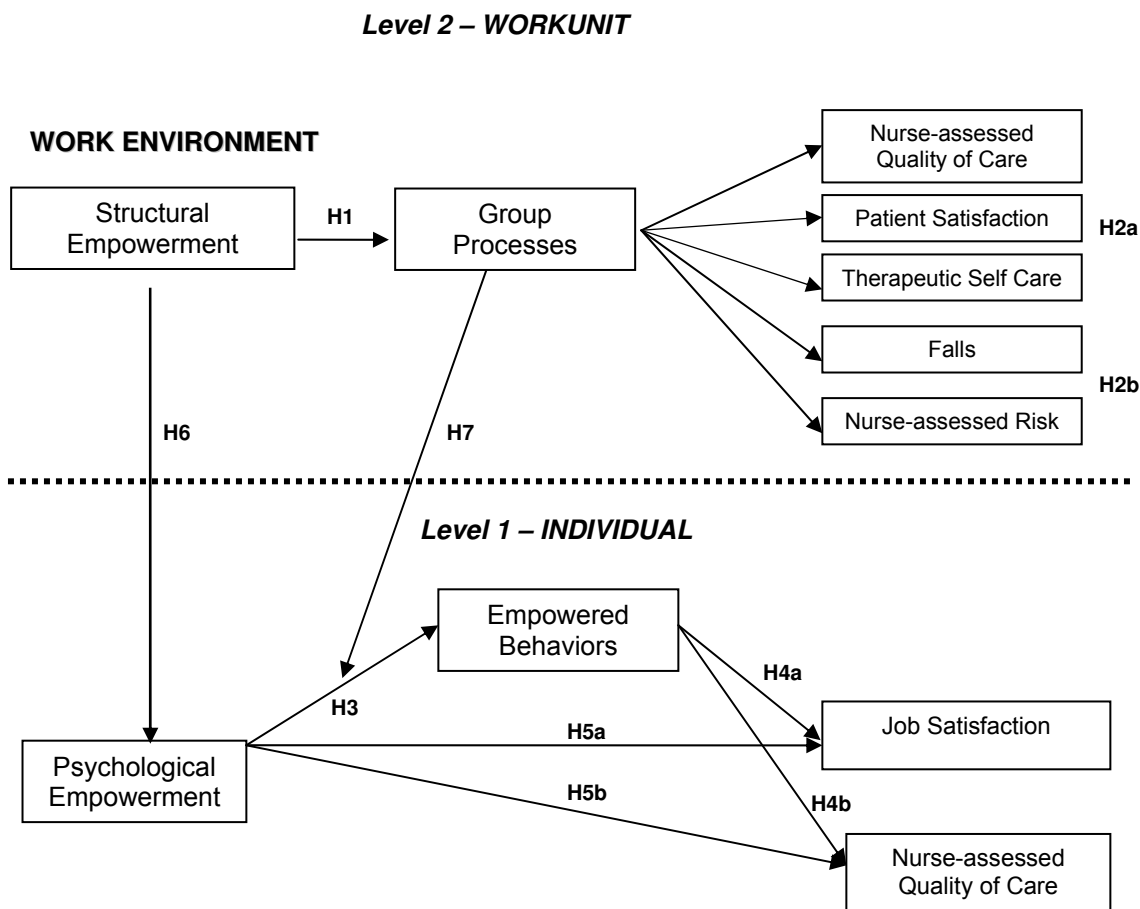 Level 2 – WORKUNIT
WORK ENVIRONMENT
Structural
Empowerment
H1
Group
Processes
Nurse-assessed
Quality of Care
Patient Satisfaction
H2a
Therapeutic Self Care
Falls
H2b
Nurse-assessed Risk
H6
H7
Level 1 – INDIVIDUAL
Empowered
Behaviors
H4a
H3
Job Satisfaction
H5a
Psychological
Empowerment
H5b
H4b
Nurse-assessed
Quality of Care